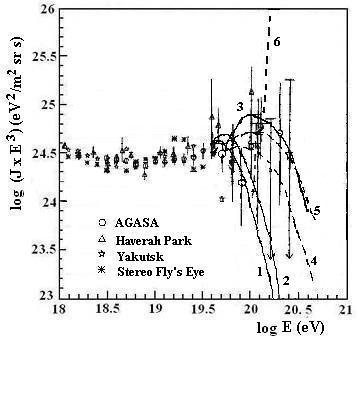 26
25.5
25
24.5
24
23.5
23
log (J x E³) (eV²/m² sr s)
6
3
5
4
1
2
AGASA
Haverah Park
Yakutsk
Stereo Fly's Eye
18 18.5 19 19.5 20 20.5 21
log E (eV)